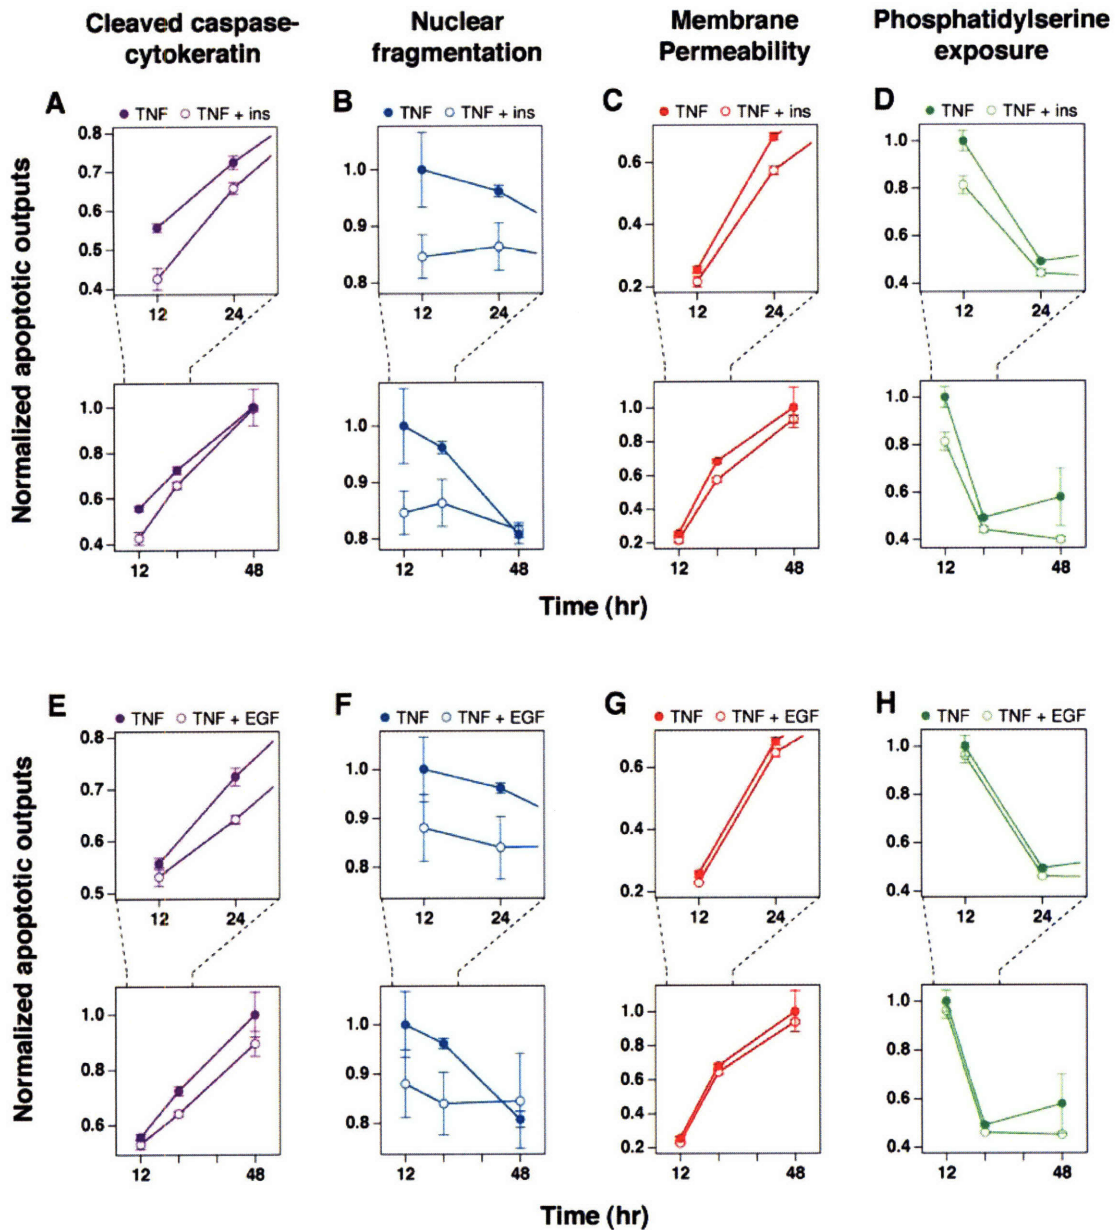 Cleaved caspase-
cytokeratin
Nuclear
fragmentation
Membrane
Permeability
Phosphatidylserine
exposure
A
TNF TNF + ins
0.8
0.7
0.6
0.5
0.4
12 24
B
TNF TNF + ins
1.0
0.9
0.8
12 24
C
TNF TNF + ins
0.6
0.4
0.2
12 24
D
TNF TNF + ins
1.0
0.8
0.6
0.4
12 24
Normalized apoptotic outputs
1.0
0.8
0.6
0.4
12 48
1.0
0.9
0.8
12 48
1.0
0.8
0.6
0.4
0.2
12 48
1.0
0.8
0.6
0.4
12 48
Time (hr)
E
TNF TNF + EGF
0.8
0.7
0.6
0.5
12 24
F
TNF TNF + EGF
1.0
0.9
0.8
12 24
G
TNF TNF + EGF
0.6
0.4
0.2
12 24
H
TNF TNF + EGF
1.0
0.8
0.6
0.4
12 24
Normalized apoptotic outputs
1.0
0.8
0.6
12 48
1.0
0.9
0.8
12 48
1.0
0.8
0.6
0.4
0.2
12 48
1.0
0.8
0.6
0.4
12 48
Time (hr)